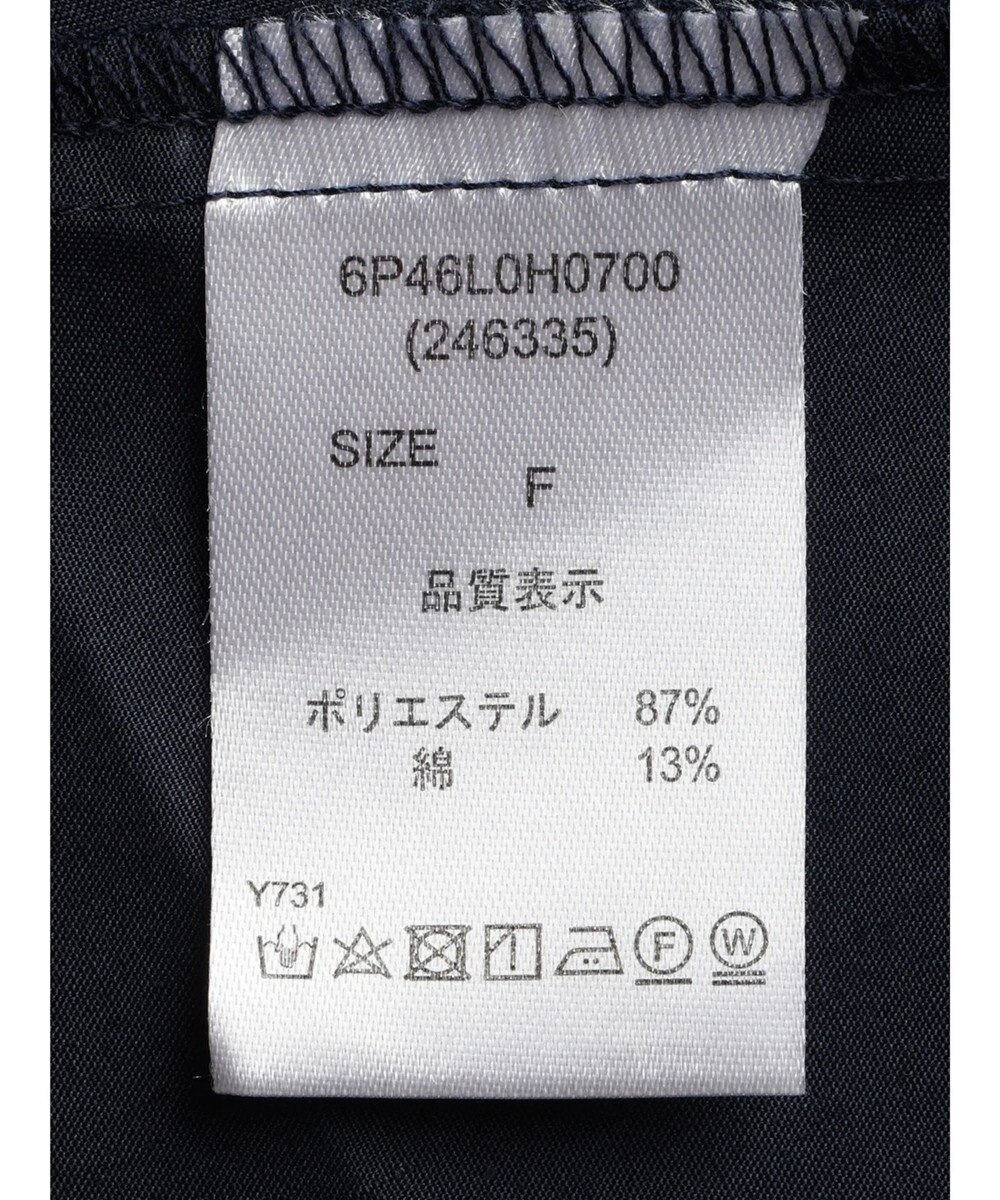 6P46L0H0700
(246335)
SIZE
F
品質表示
ポリエステル 87%
綿 13%
Y731
F W